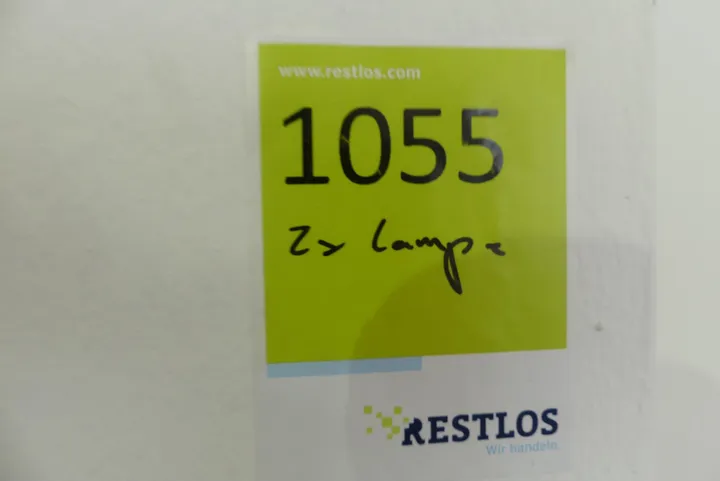 www.restlos.com
1055
2x Lampe
RESTLOS
Wir handeln